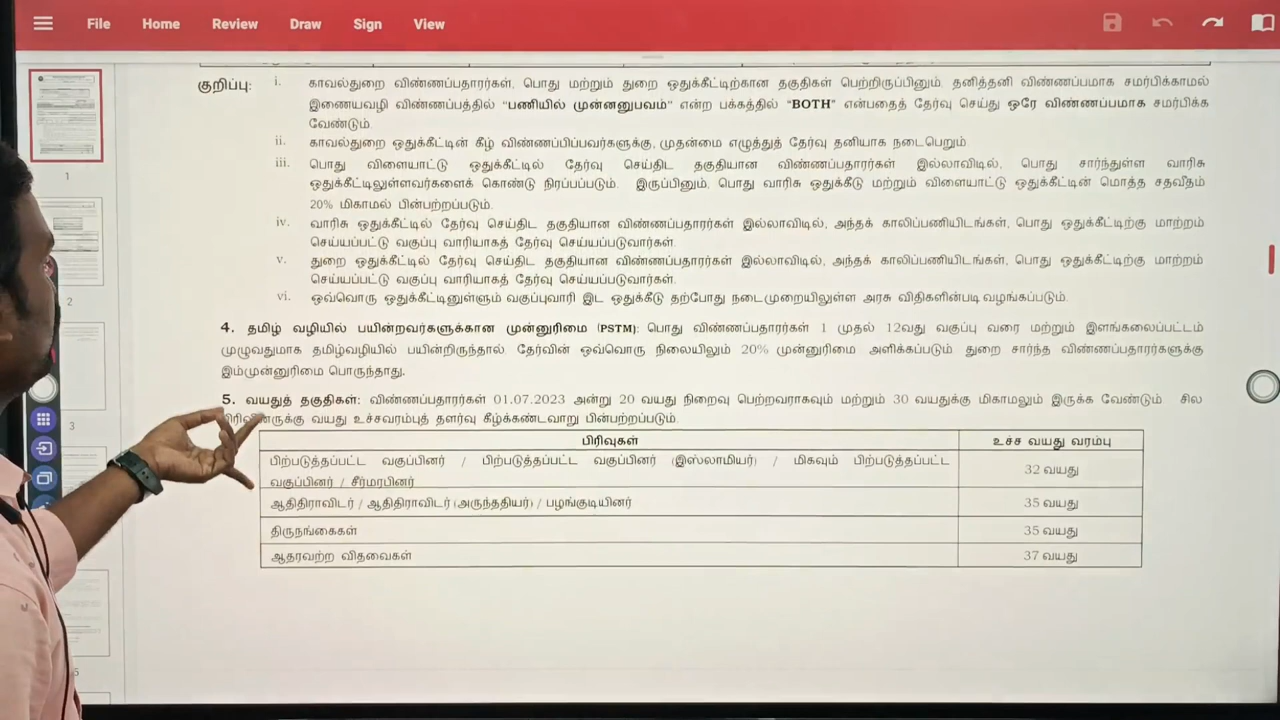 File Home Review Draw Sign View
குறிப்பு: i. காவல்துறை விண்ணப்பதாரர்கள், பொது மற்றும் துறை ஒதுக்கீட்டிற்கான தகுதிகள் பெற்றிருப்பினும், தனித்தனி விண்ணப்பமாக சமர்பிக்காமல்
இணையவழி விண்ணப்பத்தில் "பணியில் முன்னனுபவம்" என்ற பக்கத்தில் "BOTH" என்பதைத் தேர்வு செய்து ஒரே விண்ணப்பமாக சமர்பிக்க
வேண்டும்.
ii. காவல்துறை ஒதுக்கீட்டின் கீழ் விண்ணப்பிப்பவர்களுக்கு, முதன்மை எழுத்துத் தேர்வு தனியாக நடைபெறும்
iii. பொது விளையாட்டு ஒதுக்கீட்டில் தேர்வு செய்திட தகுதியான விண்ணப்பதாரர்கள் இல்லாவிடில், பொது சார்ந்துள்ள வாரிசு
ஒதுக்கீட்டிலுள்ளவர்களைக் கொண்டு நிரப்பப்படும். இருப்பினும், பொது வாரிசு ஒதுக்கீடு மற்றும் விளையாட்டு ஒதுக்கீட்டின் மொத்த சதவீதம்
20% மிகாமல் பின்பற்றப்படும்.
iv. வாரிசு ஒதுக்கீட்டில் தேர்வு செய்திட தகுதியான விண்ணப்பதாரர்கள் இல்லாவிடில், அந்தக் காலிப்பணியிடங்கள், பொது ஒதுக்கீட்டிற்கு மாற்றம்
செய்யப்பட்டு வகுப்பு வாரியாகத் தேர்வு செய்யப்படுவார்கள்.
v. துறை ஒதுக்கீட்டில் தேர்வு செய்திட தகுதியான விண்ணப்பதாரர்கள் இல்லாவிடில், அந்தக் காலிப்பணியிடங்கள், பொது ஒதுக்கீட்டிற்கு மாற்றம்
செய்யப்பட்டு வகுப்பு வாரியாகத் தேர்வு செய்யப்படுவார்கள்.
vi. ஒவ்வொரு ஒதுக்கீட்டினுள்ளும் வகுப்புவாரி இட ஒதுக்கீடு தற்போது நடைமுறையிலுள்ள அரசு விதிகளின்படி வழங்கப்படும்.
4. தமிழ் வழியில் பயின்றவர்களுக்கான முன்னுரிமை (PSTM): பொது விண்ணப்பதாரர்கள் 1 முதல் 12வது வகுப்பு வரை மற்றும் இளங்கலைப்பட்டம்
முழுவதுமாக தமிழ்வழியில் பயின்றிருந்தால், தேர்வின் ஒவ்வொரு நிலையிலும் 20% முன்னுரிமை அளிக்கப்படும். துறை சார்ந்த விண்ணப்பதாரர்களுக்கு
இம்முன்னுரிமை பொருந்தாது.
5. வயதுத் தகுதிகள்: விண்ணப்பதாரர்கள் 01.07.2023 அன்று 20 வயது நிறைவு பெற்றவராகவும் மற்றும் 30 வயதுக்கு மிகாமலும் இருக்க வேண்டும். சில
பிரிவினருக்கு வயது உச்சவரம்புத் தளர்வு கீழ்க்கண்டவாறு பின்பற்றப்படும்.
பிரிவுகள் உச்ச வயது வரம்பு
பிற்படுத்தப்பட்ட வகுப்பினர் / பிற்படுத்தப்பட்ட வகுப்பினர் (இஸ்லாமியர்) / மிகவும் பிற்படுத்தப்பட்ட
வகுப்பினர் / சீர்மரபினர் 32 வயது
ஆதிதிராவிடர் / ஆதிதிராவிடர் (அருந்ததியர்) / பழங்குடியினர் 35 வயது
திருநங்கைகள் 35 வயது
ஆதரவற்ற விதவைகள் 37 வயது
1
2
3
5